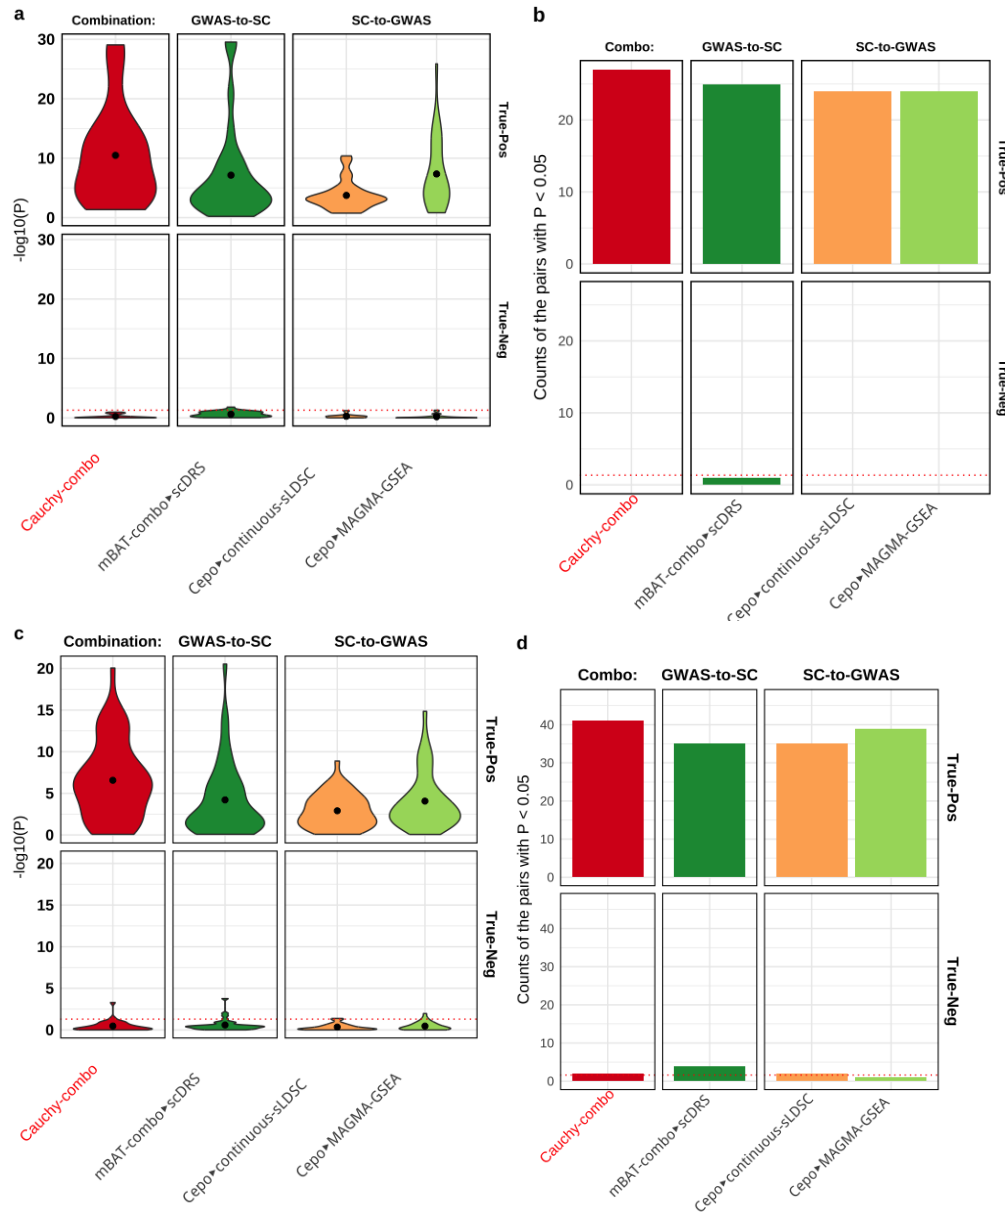 a
Combination: GWAS-to-SC SC-to-GWAS
30
20
10
0
True-Pos
30
20
10
0
True-Neg
-log10(P)
Cauchy-combo
mBAT-combo▸scDRS
Cepo▸continuous-sLDSC
Cepo▸MAGMA-GSEA
b
Combo: GWAS-to-SC SC-to-GWAS
20
10
0
True-Pos
20
10
0
True-Neg
Counts of the pairs with P < 0.05
Cauchy-combo
mBAT-combo▸scDRS
Cepo▸continuous-sLDSC
Cepo▸MAGMA-GSEA
c
Combination: GWAS-to-SC SC-to-GWAS
20
15
10
5
0
True-Pos
20
15
10
5
0
True-Neg
-log10(P)
Cauchy-combo
mBAT-combo▸scDRS
Cepo▸continuous-sLDSC
Cepo▸MAGMA-GSEA
d
Combo: GWAS-to-SC SC-to-GWAS
40
30
20
10
0
True-Pos
40
30
20
10
0
True-Neg
Counts of the pairs with P < 0.05
Cauchy-combo
mBAT-combo▸scDRS
Cepo▸continuous-sLDSC
Cepo▸MAGMA-GSEA